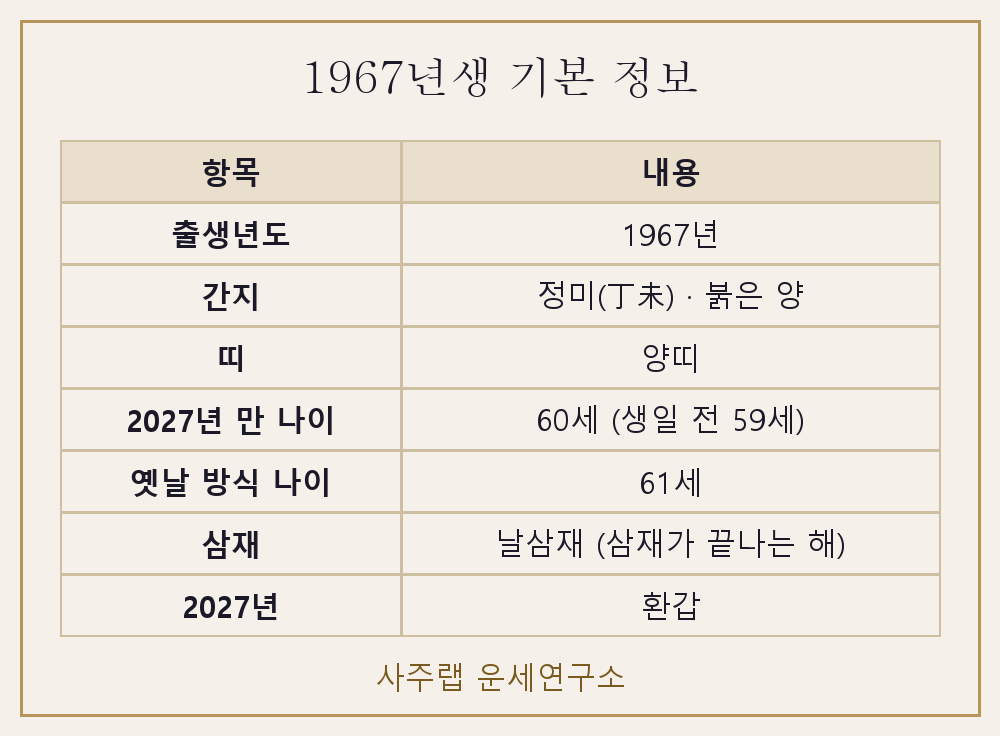 1967년생 기본 정보
항목 내용
출생년도 1967년
간지 정미(丁未) · 붉은 양
띠 양띠
2027년 만 나이 60세 (생일 전 59세)
옛날 방식 나이 61세
삼재 날삼재 (삼재가 끝나는 해)
2027년 환갑
사주랩 운세연구소